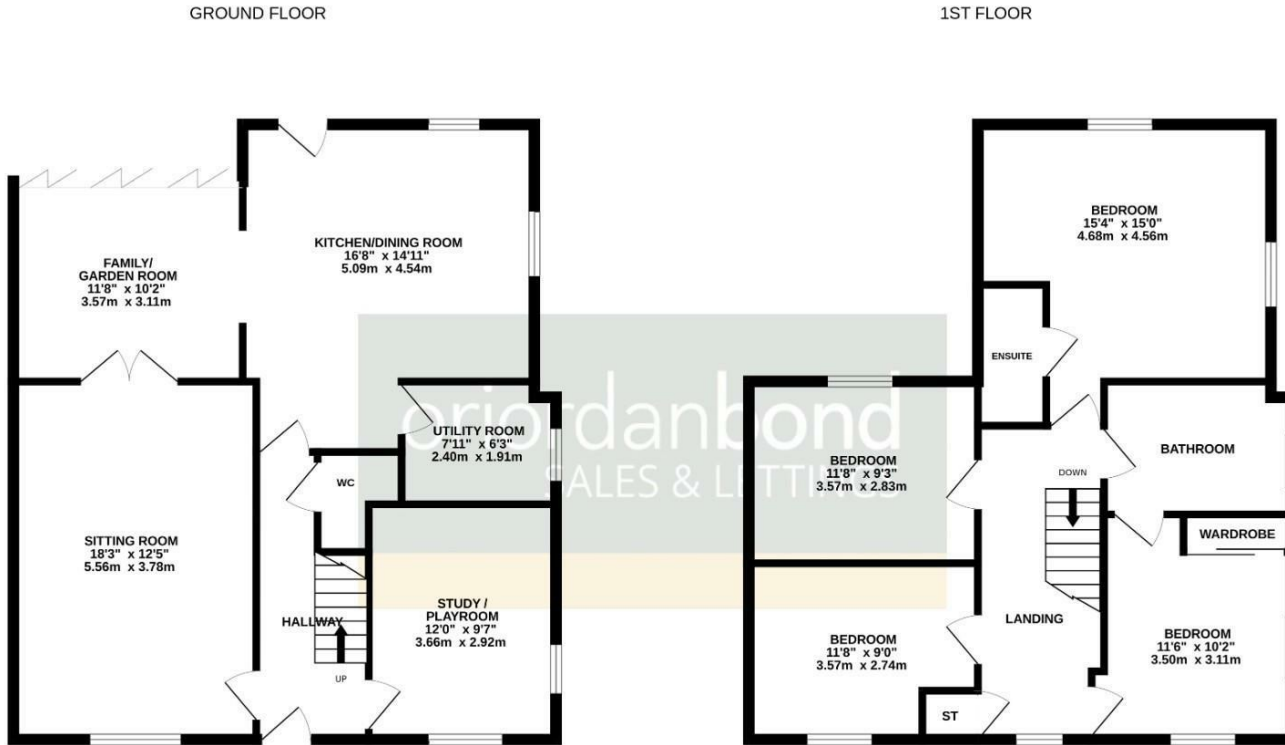 GROUND FLOOR
1ST FLOOR
KITCHEN/DINING ROOM
16'8" x 14'11"
5.09m x 4.54m
FAMILY/
GARDEN ROOM
11'8" x 10'2"
3.57m x 3.11m
UTILITY ROOM
7'11" x 6'3"
2.40m x 1.91m
WC
SITTING ROOM
18'3" x 12'5"
5.56m x 3.78m
HALLWAY
UP
STUDY /
PLAYROOM
12'0" x 9'7"
3.66m x 2.92m
oriordanbond
SALES & LETTINGS
BEDROOM
15'4" x 15'0"
4.68m x 4.56m
ENSUITE
BEDROOM
11'8" x 9'3"
3.57m x 2.83m
DOWN
BATHROOM
WARDROBE
LANDING
BEDROOM
11'8" x 9'0"
3.57m x 2.74m
BEDROOM
11'6" x 10'2"
3.50m x 3.11m
ST